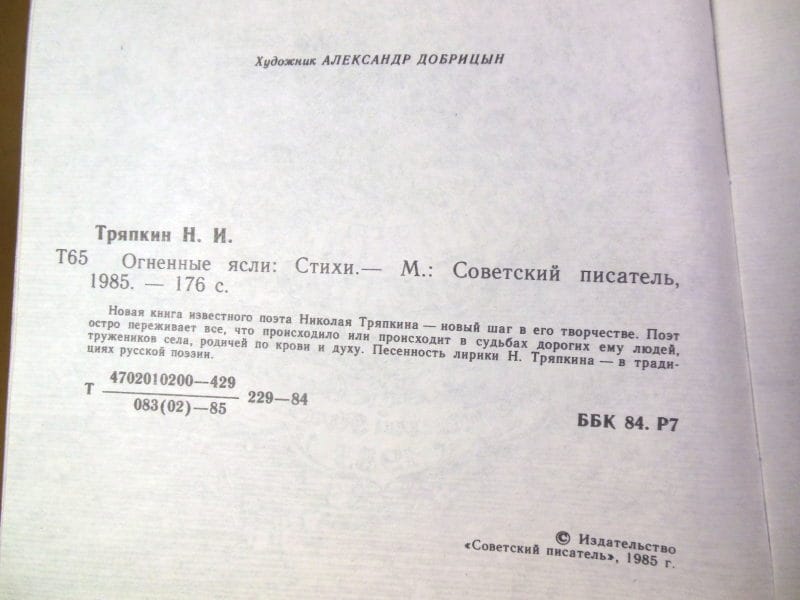 Художник АЛЕКСАНДР ДОБРИЦЫН
Тряпкин Н. И.
Т65 Огненные ясли: Стихи.— М.: Советский писатель,
1985. — 176 с.
Новая книга известного поэта Николая Тряпкина — новый шаг в его творчестве. Поэт
остро переживает все, что происходило или происходит в судьбах дорогих ему людей,
тружеников села, родичей по крови и духу. Песенность лирики Н. Тряпкина — в тради-
циях русской поэзии.
Т 4702010200—429
083(02)—85 229—84
ББК 84. Р7
© Издательство
«Советский писатель», 1985 г.